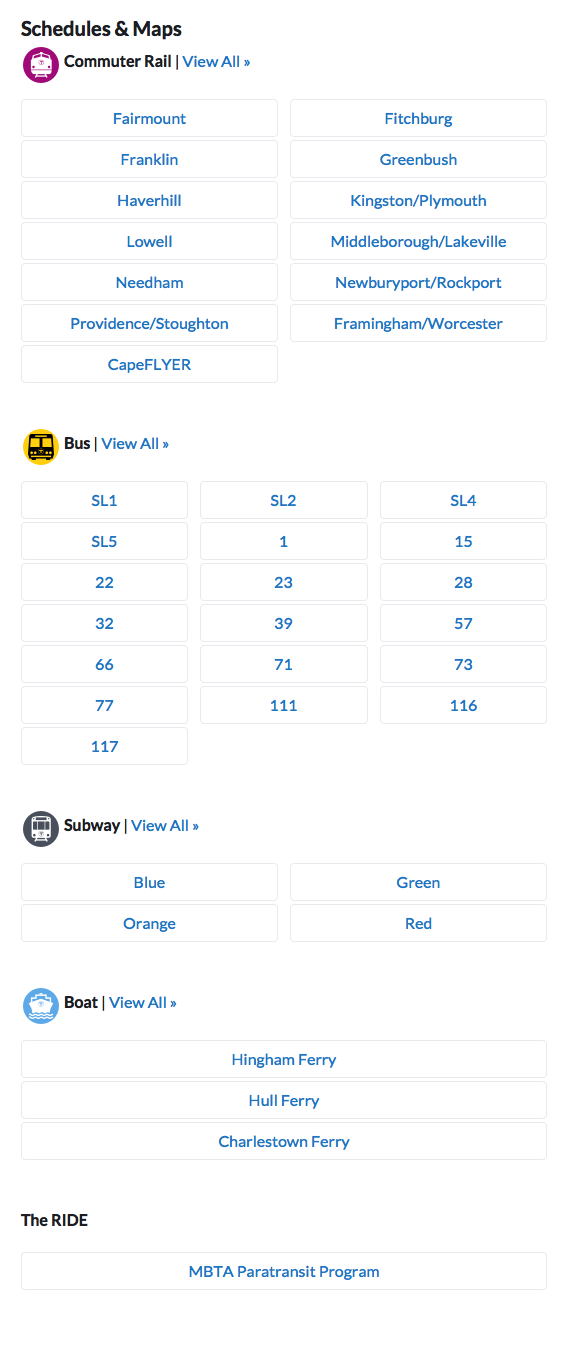 Schedules & Maps
Commuter Rail | View All »
Fairmount Fitchburg
Franklin Greenbush
Haverhill Kingston/Plymouth
Lowell Middleborough/Lakeville
Needham Newburyport/Rockport
Providence/Stoughton Framingham/Worcester
CapeFLYER
Bus | View All »
SL1 SL2 SL4
SL5 1 15
22 23 28
32 39 57
66 71 73
77 111 116
117
Subway | View All »
Blue Green
Orange Red
Boat | View All »
Hingham Ferry
Hull Ferry
Charlestown Ferry
The RIDE
MBTA Paratransit Program